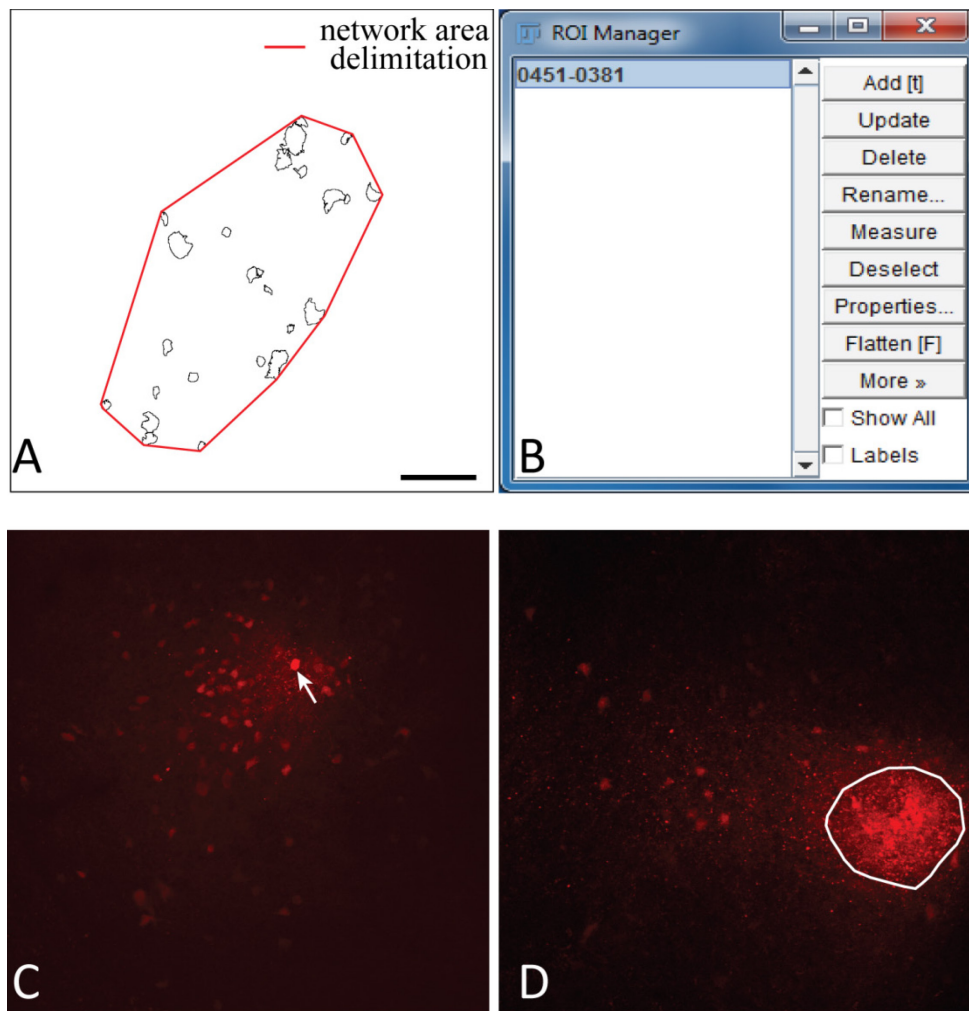 network area
delimitation
A
ROI Manager
0451-0381
Add [t]
Update
Delete
Rename...
Measure
Deselect
Properties...
Flatten [F]
More »
Show All
Labels
B
C
D